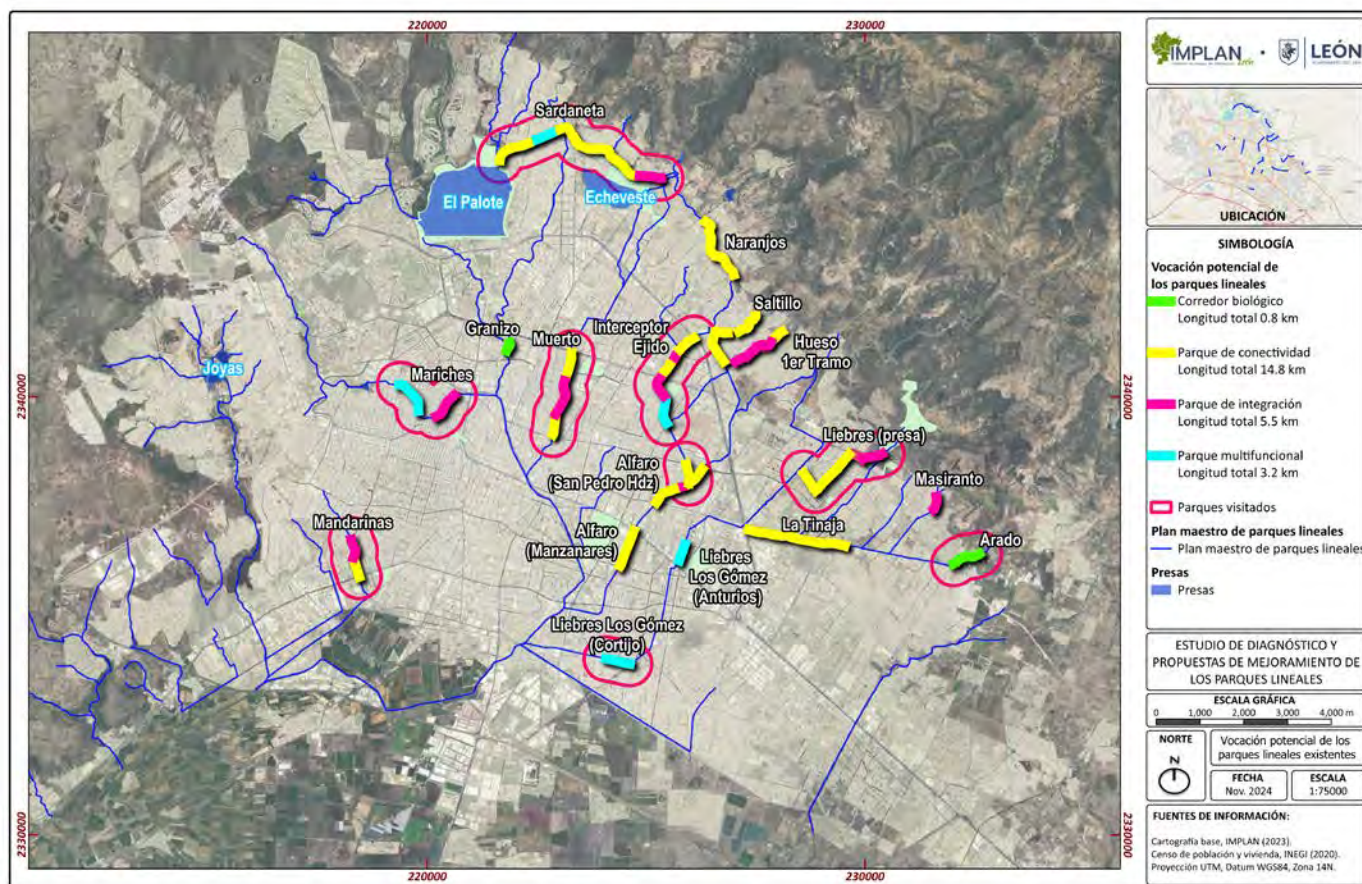 220000
230000
Sardaneta
El Palote
Echeveste
Naranjos
Saltillo
Granizo
Muerto
Interceptor
Ejido
Hueso
1er Tramo
Joyas
Mariches
2340000
2340000
Liebres (presa)
Alfaro
(San Pedro Hdz)
Masiranto
Mandarinas
Alfaro
(Manzanares)
La Tinaja
Arado
Liebres
Los Gómez
(Anturios)
Liebres Los Gómez
(Cortijo)
2330000
2330000
220000
230000
IMPLAN
León
•
LEÓN
UBICACIÓN
SIMBOLOGÍA
Vocación potencial de
los parques lineales
Corredor biológico
Longitud total 0.8 km
Parque de conectividad
Longitud total 14.8 km
Parque de integración
Longitud total 5.5 km
Parque multifuncional
Longitud total 3.2 km
Parques visitados
Plan maestro de parques lineales
Plan maestro de parques lineales
Presas
Presas
ESTUDIO DE DIAGNÓSTICO Y
PROPUESTAS DE MEJORAMIENTO DE
LOS PARQUES LINEALES
ESCALA GRÁFICA
0 1,000 2,000 3,000 4,000 m
NORTE
N
Vocación potencial de los
parques lineales existentes
FECHA
Nov. 2024
ESCALA
1:75000
FUENTES DE INFORMACIÓN:
Cartografía base, IMPLAN (2023).
Censo de población y vivienda, INEGI (2020).
Proyección UTM, Datum WGS84, Zona 14N.